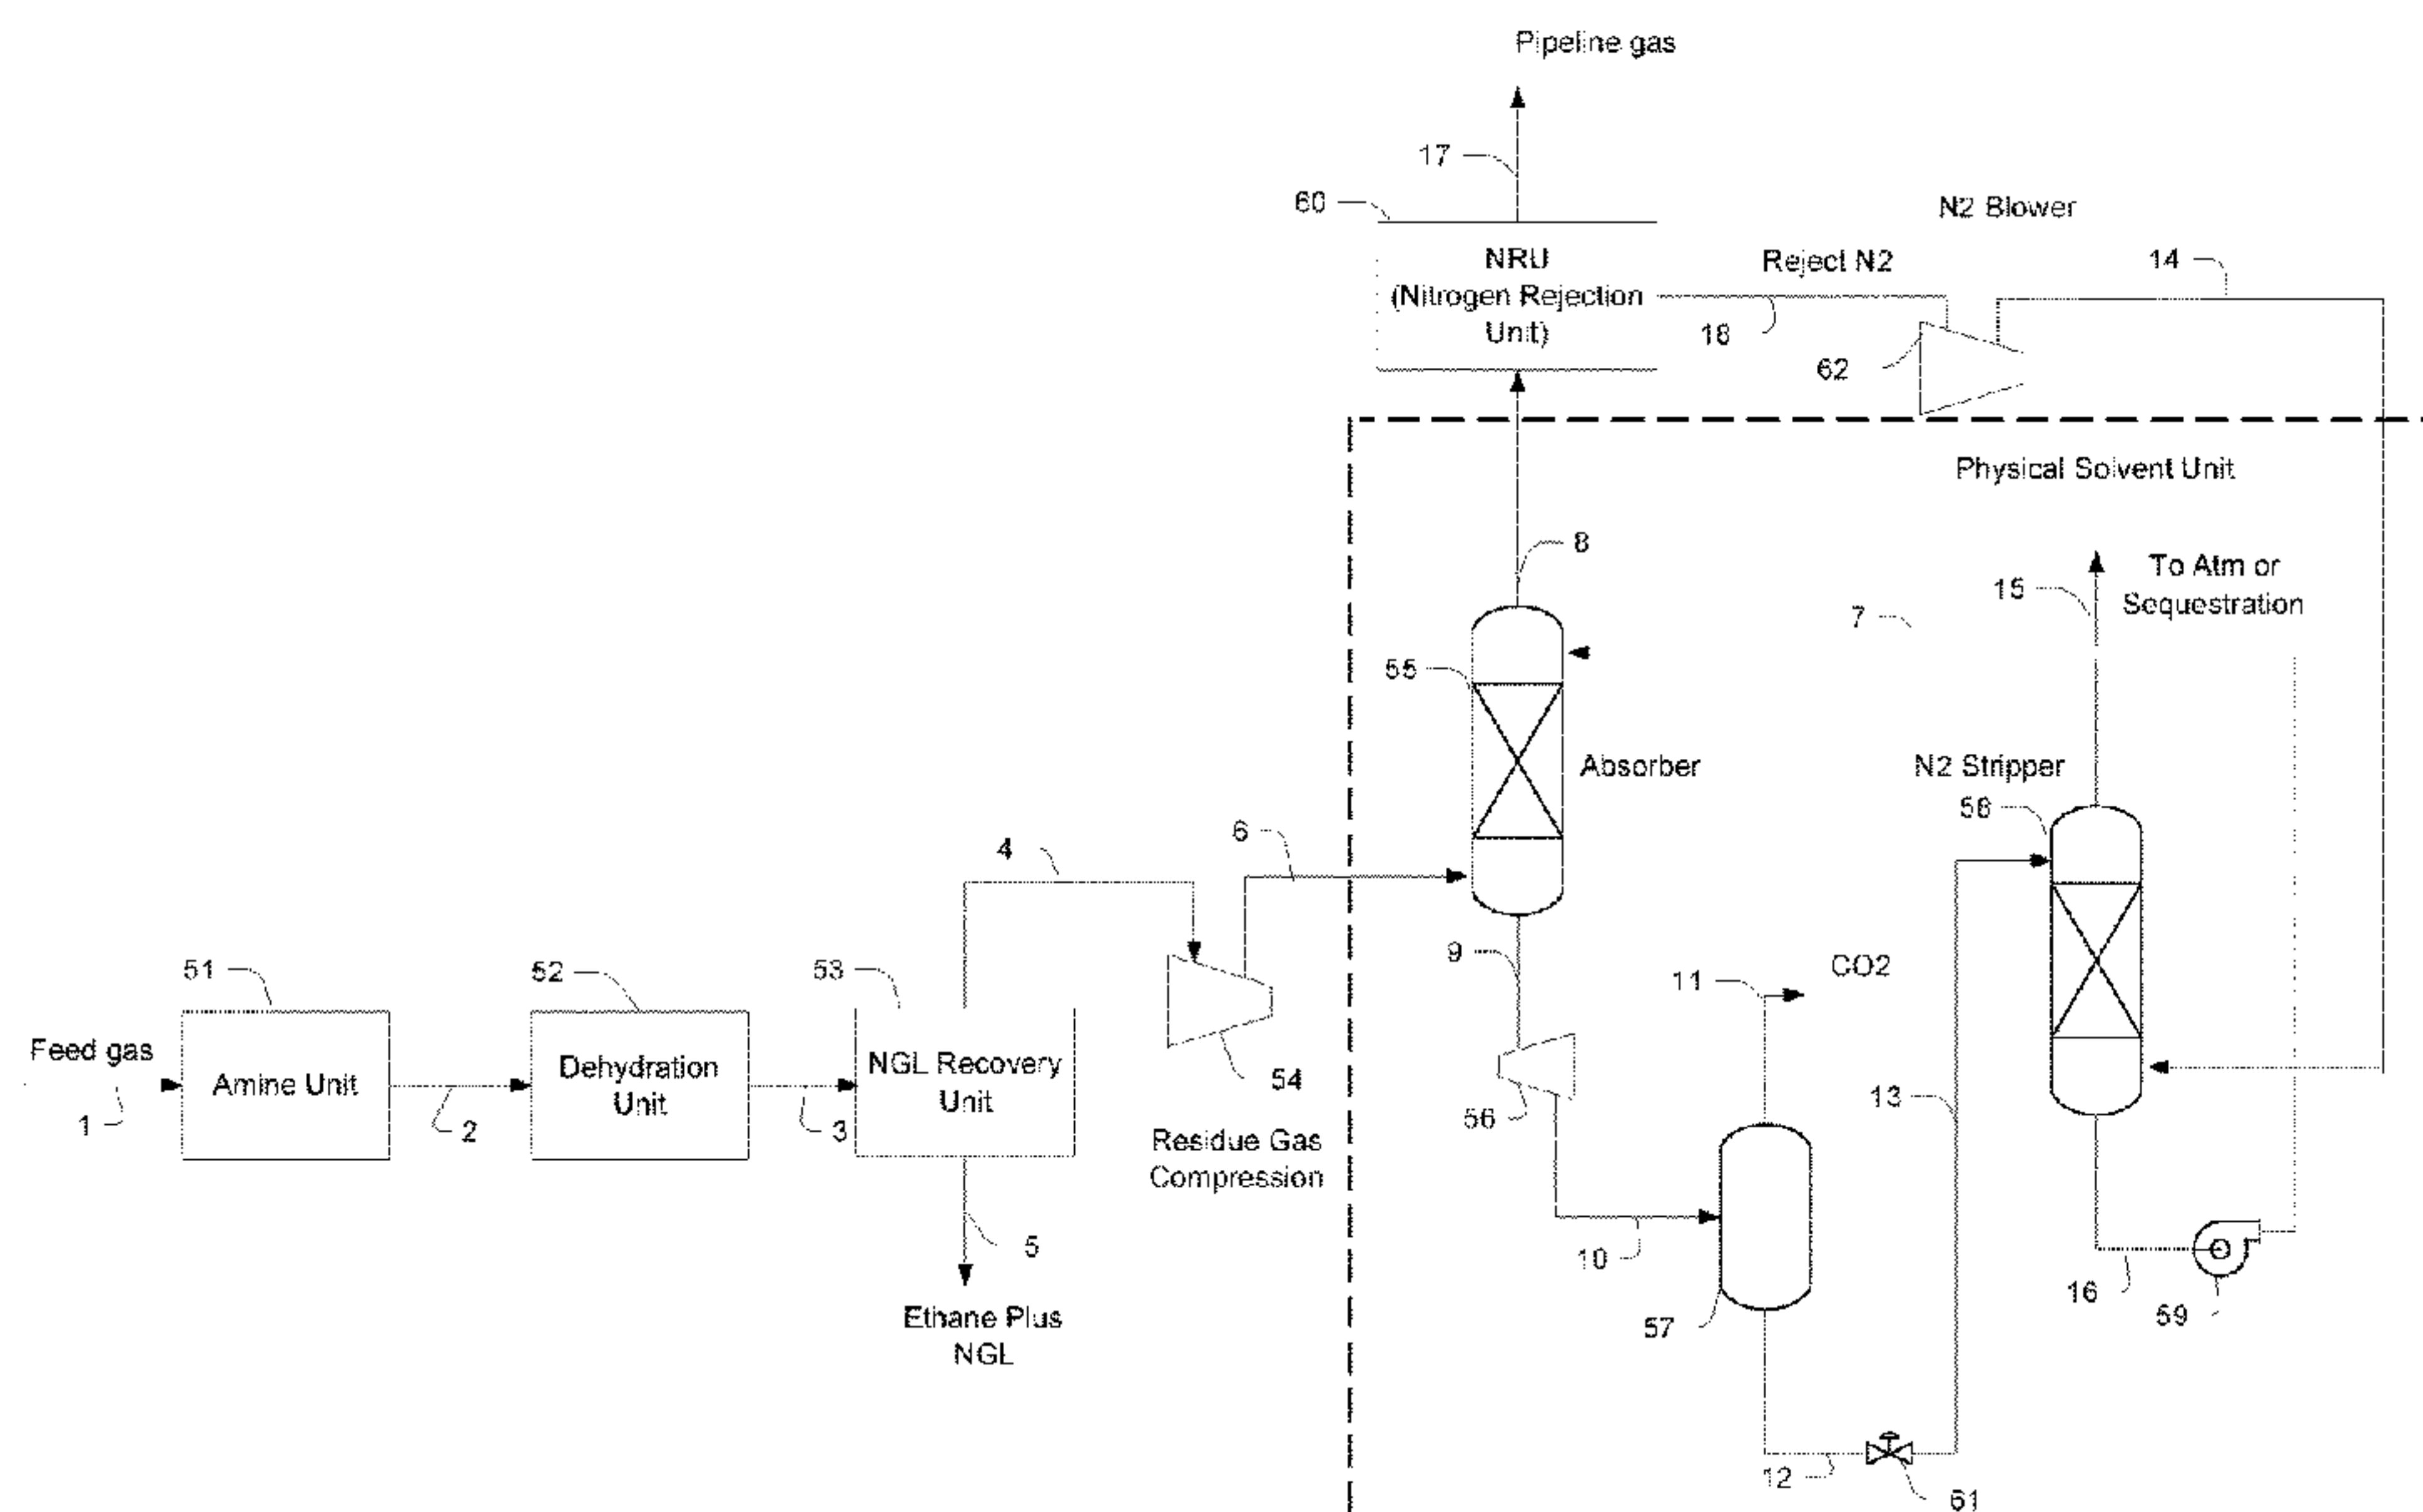 Pipeline gas
17
60
N2 Blower
NRU
(Nitrogen Rejection
Unit)
Reject N2
14
18
62
Physical Solvent Unit
8
To Atm or
Sequestration
15
7
55
Absorber
N2 Stripper
58
4
6
9
CO2
11
51
52
53
Feed gas
Amine Unit
Dehydration
Unit
NGL Recovery
Unit
54
56
13
1
2
3
Residue Gas
Compression
5
10
16
59
Ethane Plus
NGL
57
12
61